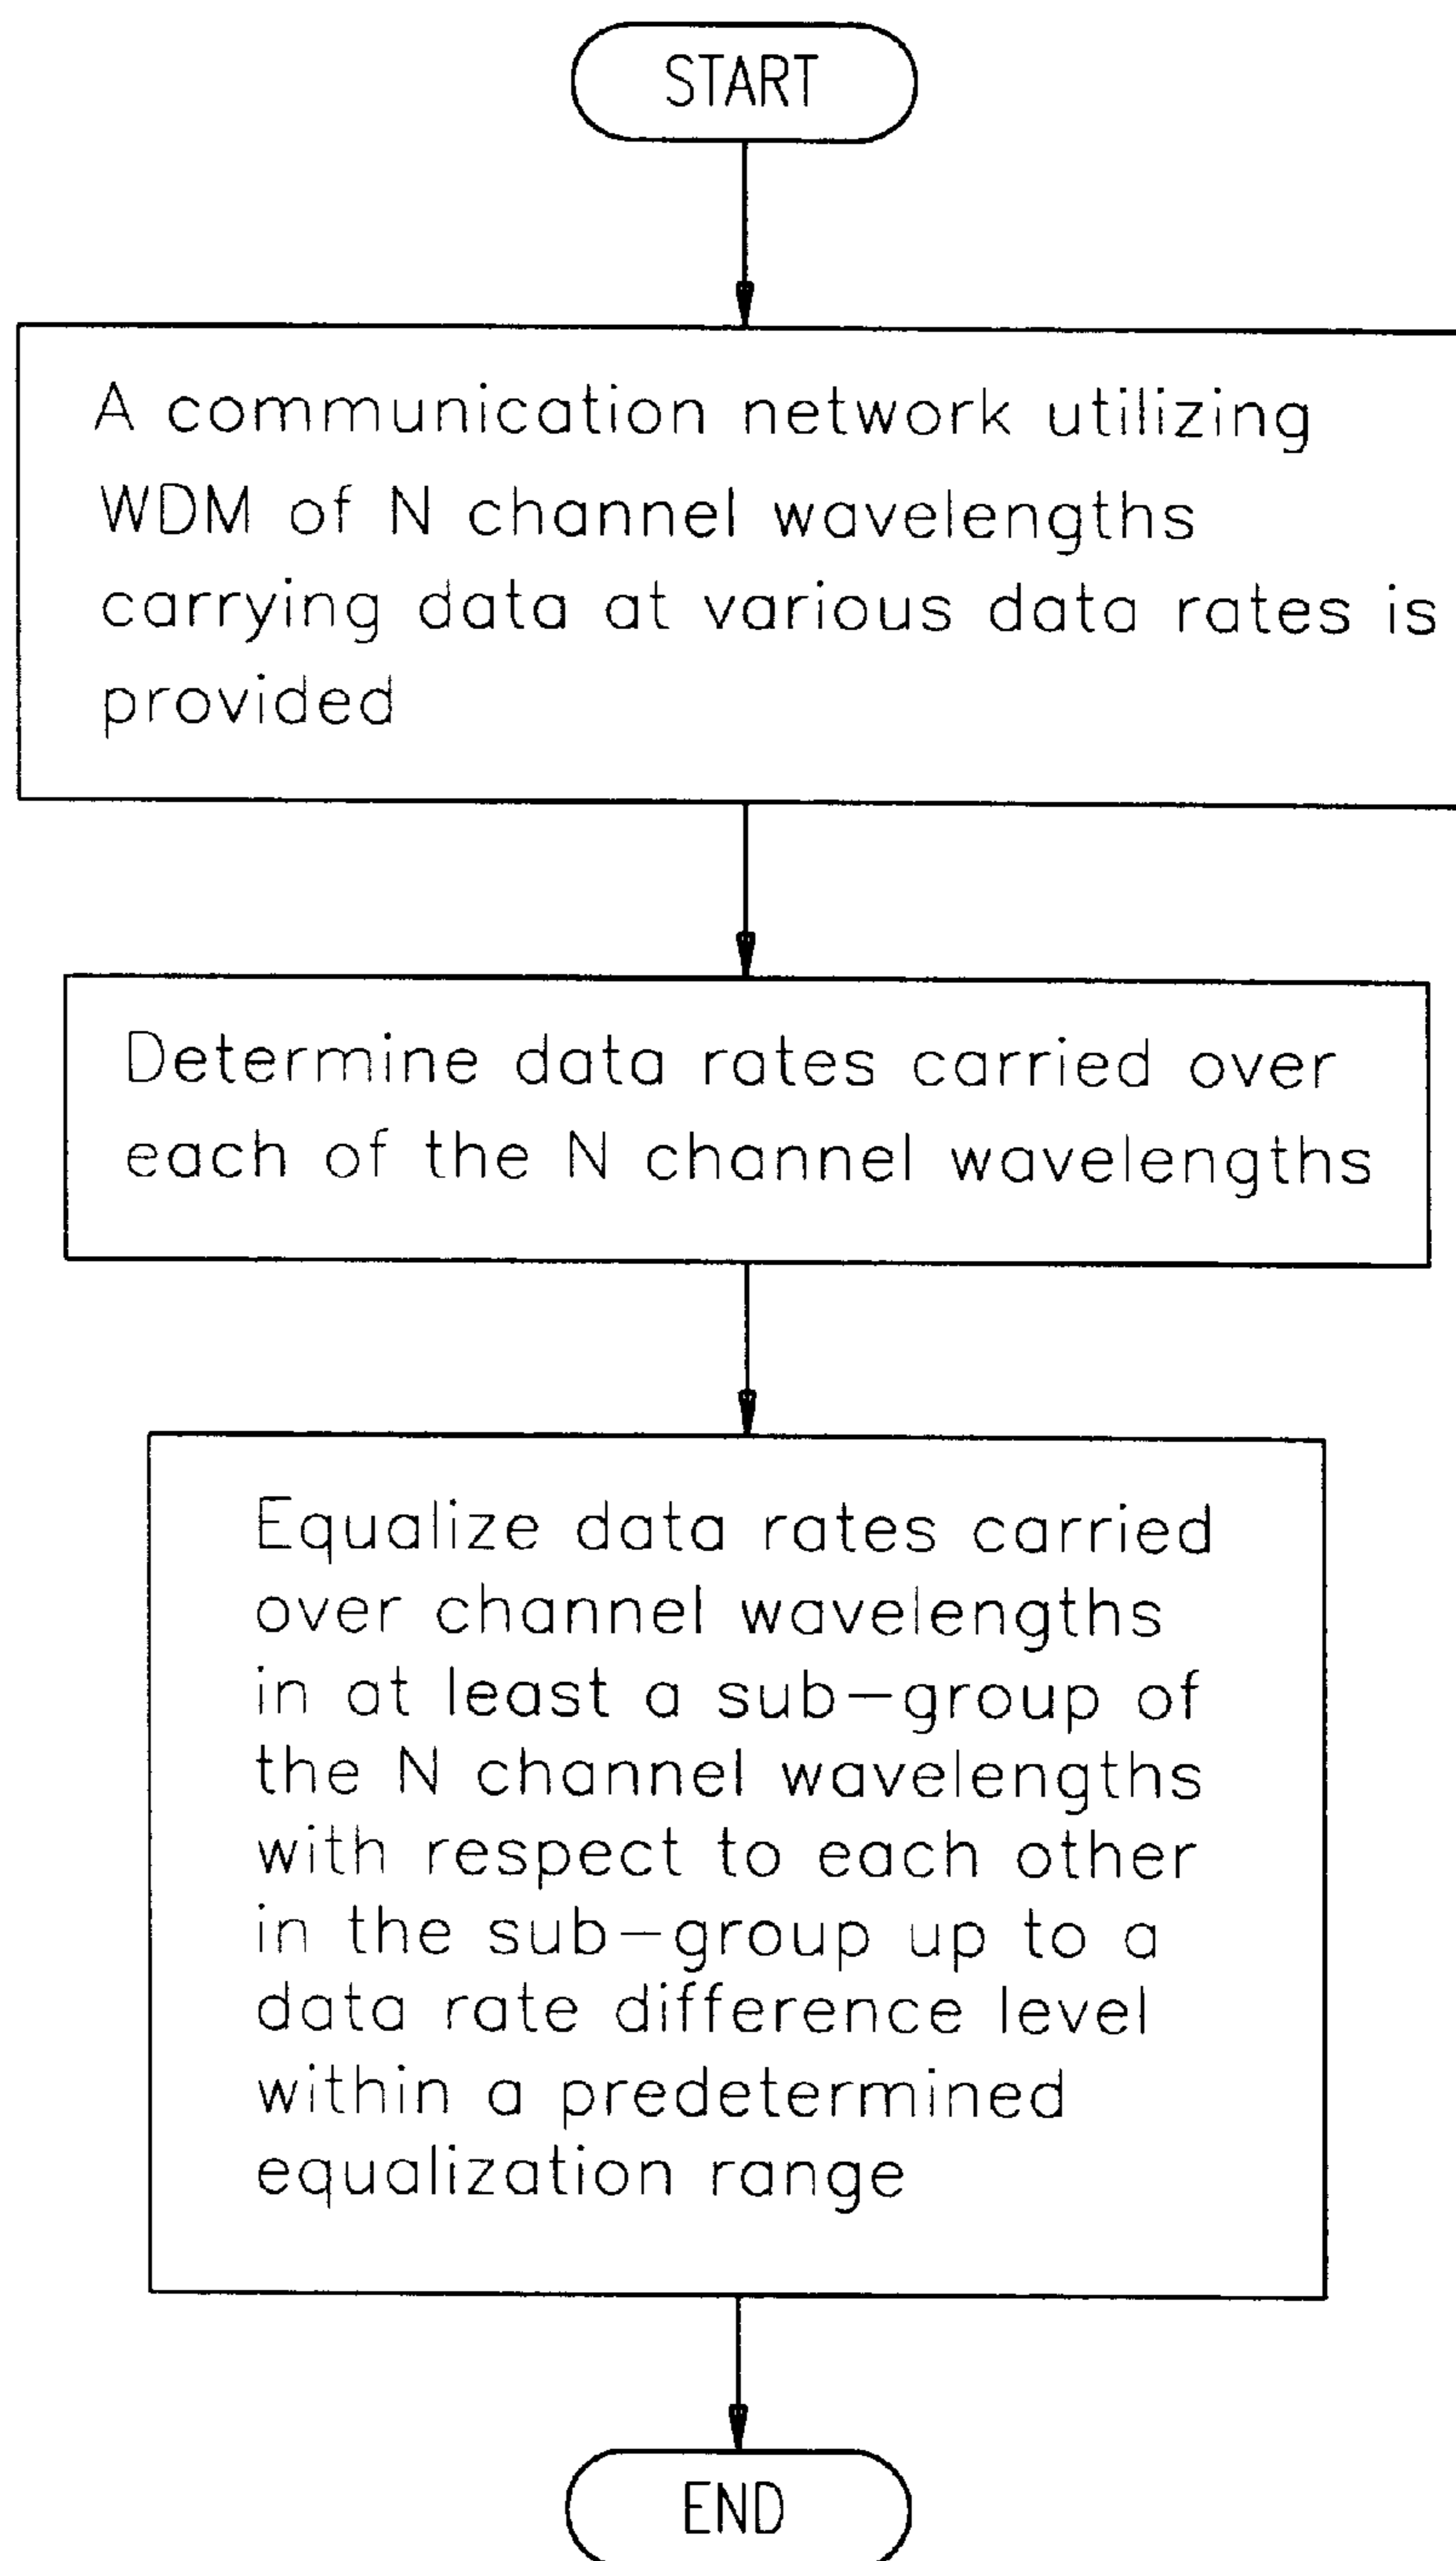 START
A communication network utilizing
WDM of N channel wavelengths
carrying data at various data rates is
provided
Determine data rates carried over
each of the N channel wavelengths
Equalize data rates carried
over channel wavelengths
in at least a sub-group of
the N channel wavelengths
with respect to each other
in the sub-group up to a
data rate difference level
within a predetermined
equalization range
END